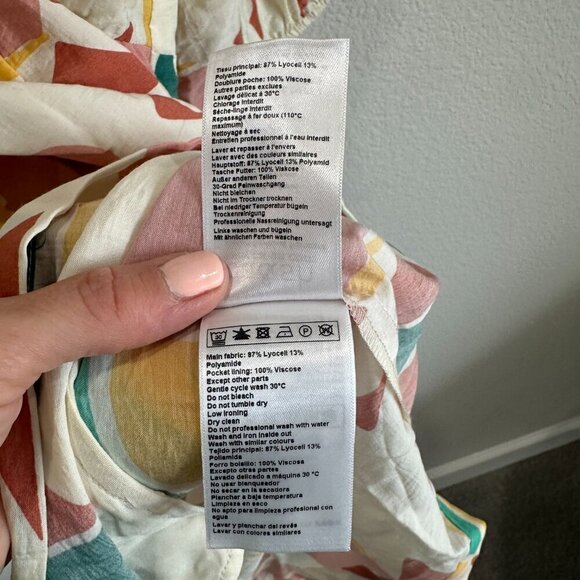 Tissu principal: 87% Lyocell 13%
Polyamide
Doublure poche: 100% Viscose
Autres parties exclues
Lavage délicat à 30°C
Chlorage Interdit
Sèche-linge Interdit
Repassage à fer doux (110°C
maximum)
Nettoyage à sec
Entretien professionnel à l'eau interdit
Laver et repasser à l'envers
Laver avec des couleurs similaires
Hauptstoff: 87% Lyocell 13% Polyamid
Tasche Futter: 100% Viskose
Außer anderen Teilen
30-Grad Feinwaschgang
Nicht bleichen
Nicht im Trockner trocknen
Bei niedriger Temperatur bügeln
Trockenreinigung
Professionelle Nassreinigung untersagt
Links waschen und bügeln
Mit ähnlichen Farben waschen
30 P W
Main fabric: 87% Lyocell 13%
Polyamide
Pocket lining: 100% Viscose
Except other parts
Gentle cycle wash 30°C
Do not bleach
Do not tumble dry
Low ironing
Dry clean
Do not professional wash with water
Wash and iron inside out
Wash with similar colours
Tejido principal: 87% Lyocell 13%
Poliamida
Forro bolsillo: 100% Viscosa
Excepto otras partes
Lavado delicado a máquina 30 °C
No usar blanqueador
No secar en la secadora
Planchar a baja temperatura
Limpieza en seco
No apto para limpieza profesional con
agua
Lavar y planchar del revés
Lavar con colores similares